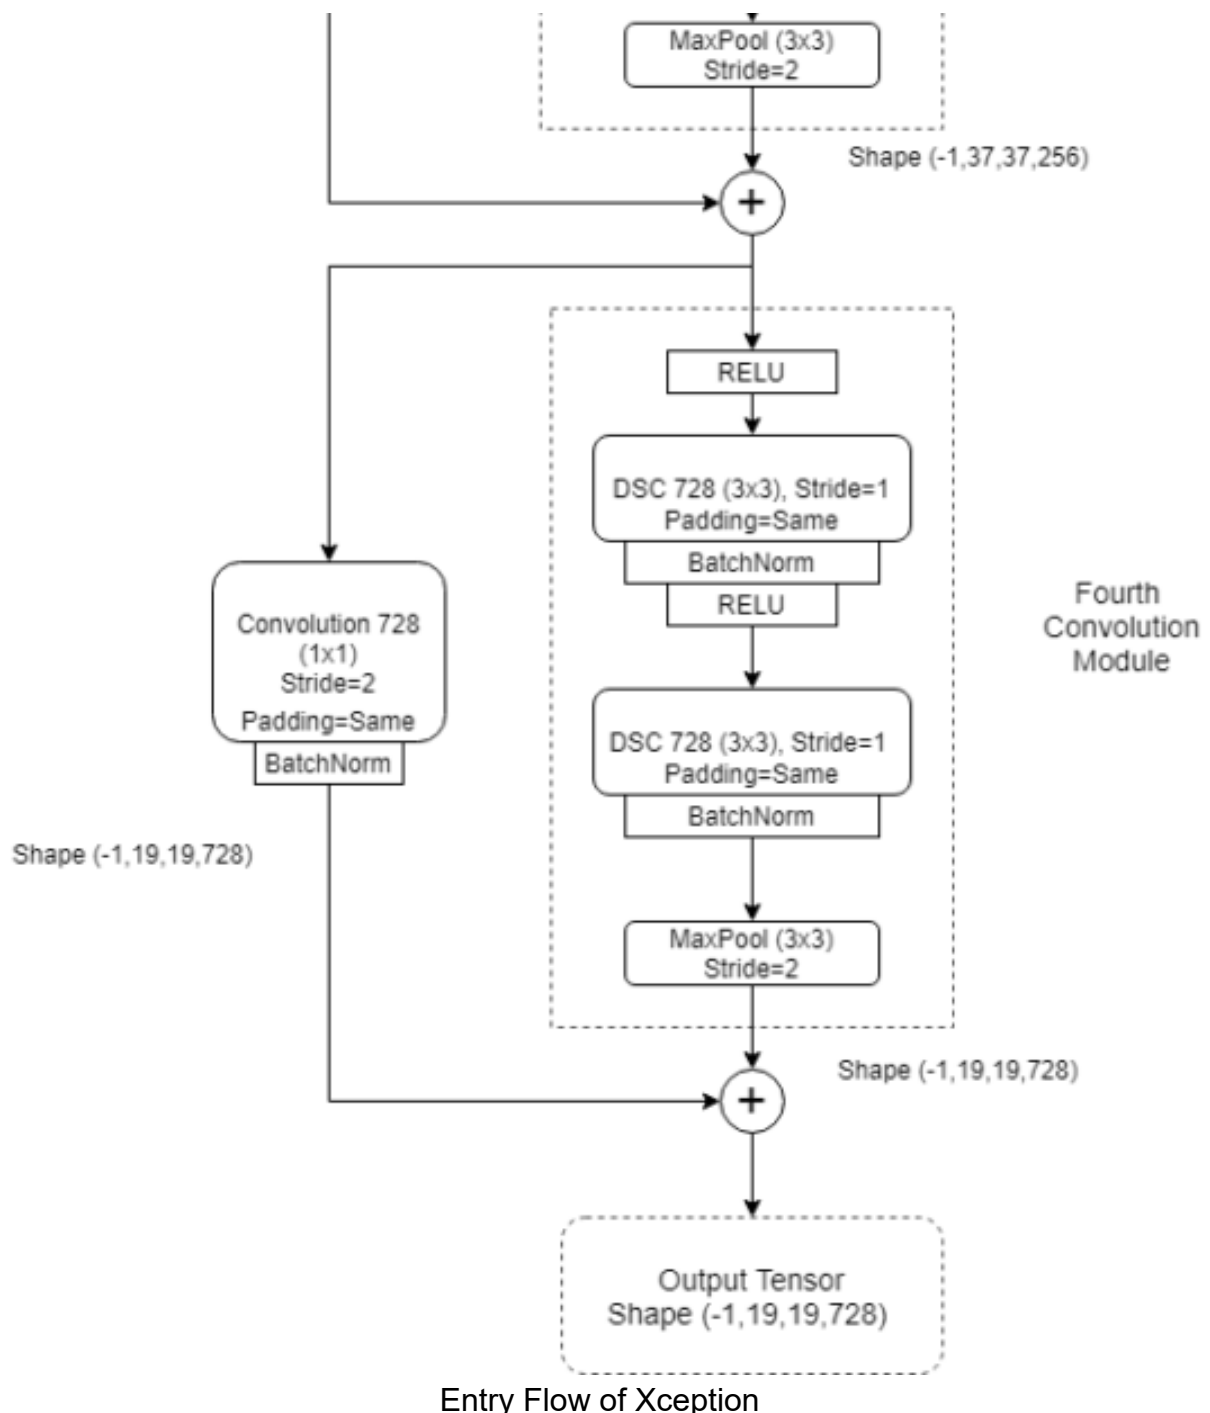 MaxPool (3x3)
Stride=2
Shape (-1,37,37,256)
+
RELU
DSC 728 (3x3), Stride=1
Padding=Same
BatchNorm
RELU
Convolution 728
(1x1)
Stride=2
Padding=Same
BatchNorm
Fourth
Convolution
Module
DSC 728 (3x3), Stride=1
Padding=Same
BatchNorm
Shape (-1,19,19,728)
MaxPool (3x3)
Stride=2
Shape (-1,19,19,728)
+
Output Tensor
Shape (-1,19,19,728)
Entry Flow of Xception